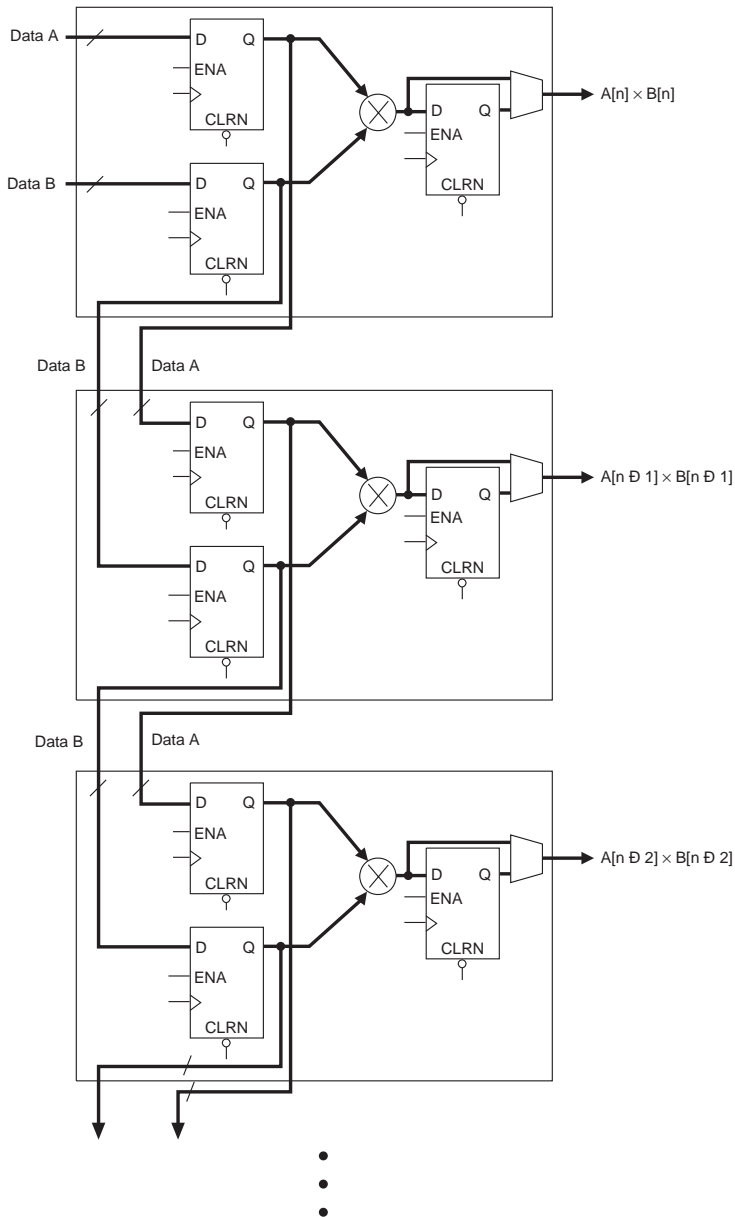 Data A
D Q
ENA
CLRN
D Q
ENA
CLRN
A[n] × B[n]
Data B
D Q
ENA
CLRN
Data B
Data A
D Q
ENA
CLRN
D Q
ENA
CLRN
A[n Ð 1] × B[n Ð 1]
D Q
ENA
CLRN
Data B
Data A
D Q
ENA
CLRN
D Q
ENA
CLRN
A[n Ð 2] × B[n Ð 2]
D Q
ENA
CLRN